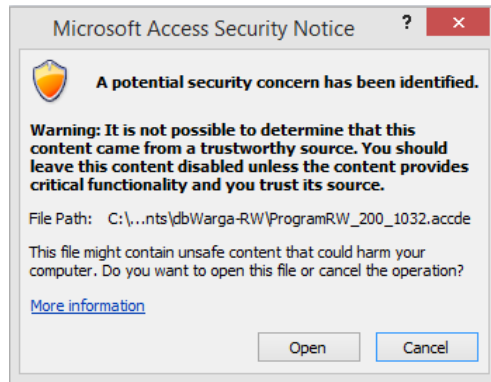 Microsoft Access Security Notice ? ×
A potential security concern has been identified.
Warning: It is not possible to determine that this
content came from a trustworthy source. You should
leave this content disabled unless the content provides
critical functionality and you trust its source.
File Path: C:\...nts\dbWarga-RW\ProgramRW_200_1032.accde
This file might contain unsafe content that could harm your
computer. Do you want to open this file or cancel the operation?
More information
Open Cancel